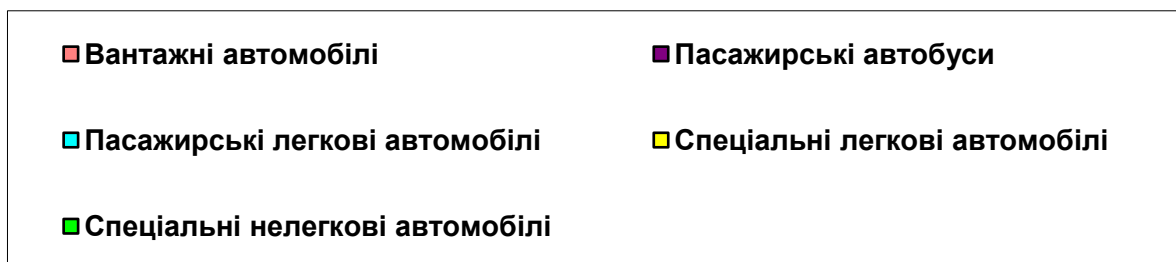 Вантажні автомобілі
Пасажирські автобуси
Пасажирські легкові автомобілі
Спеціальні легкові автомобілі
Спеціальні нелегкові автомобілі